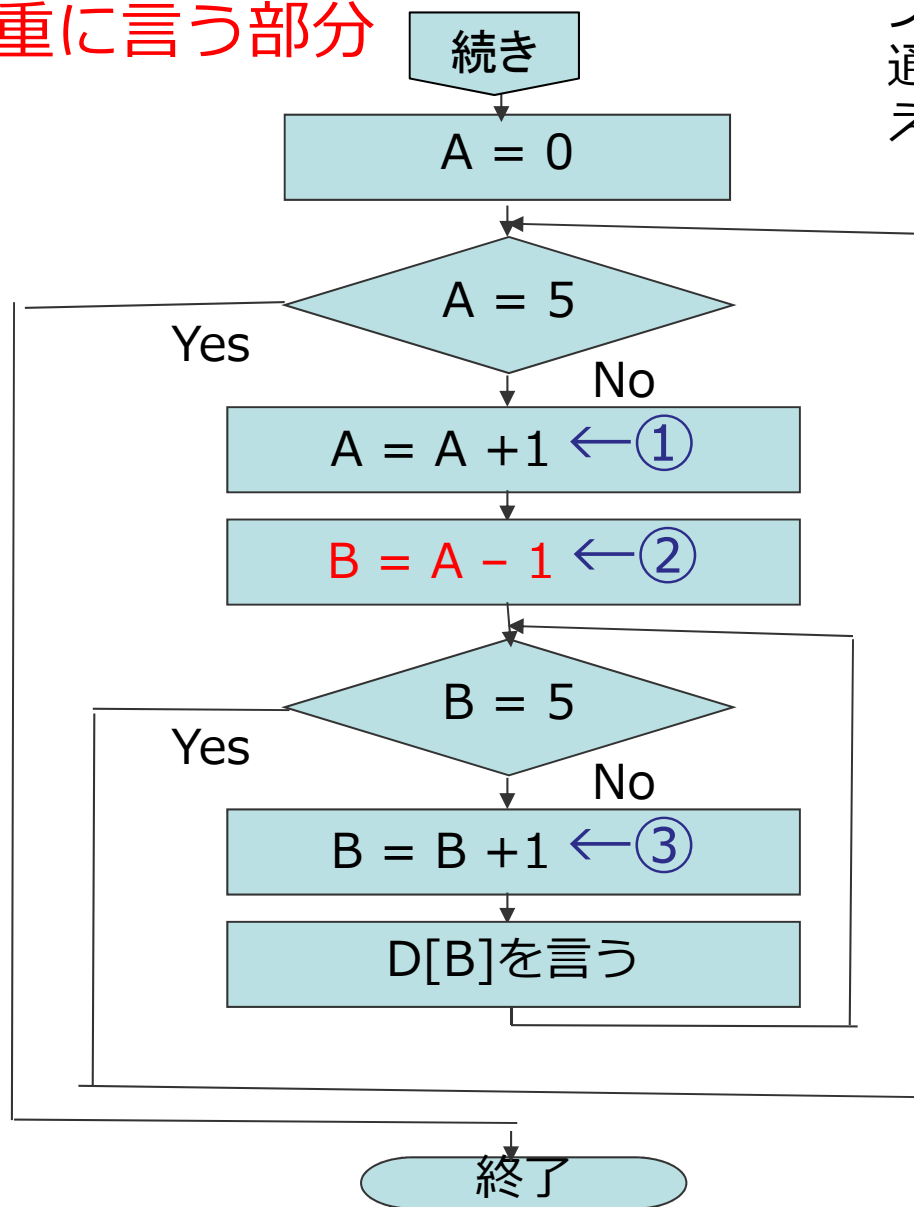 重に言う部分
続き
A = 0
A = 5
Yes
No
A = A +1 ←①
B = A − 1 ←②
B = 5
Yes
No
B = B +1 ←③
D[B]を言う
終了